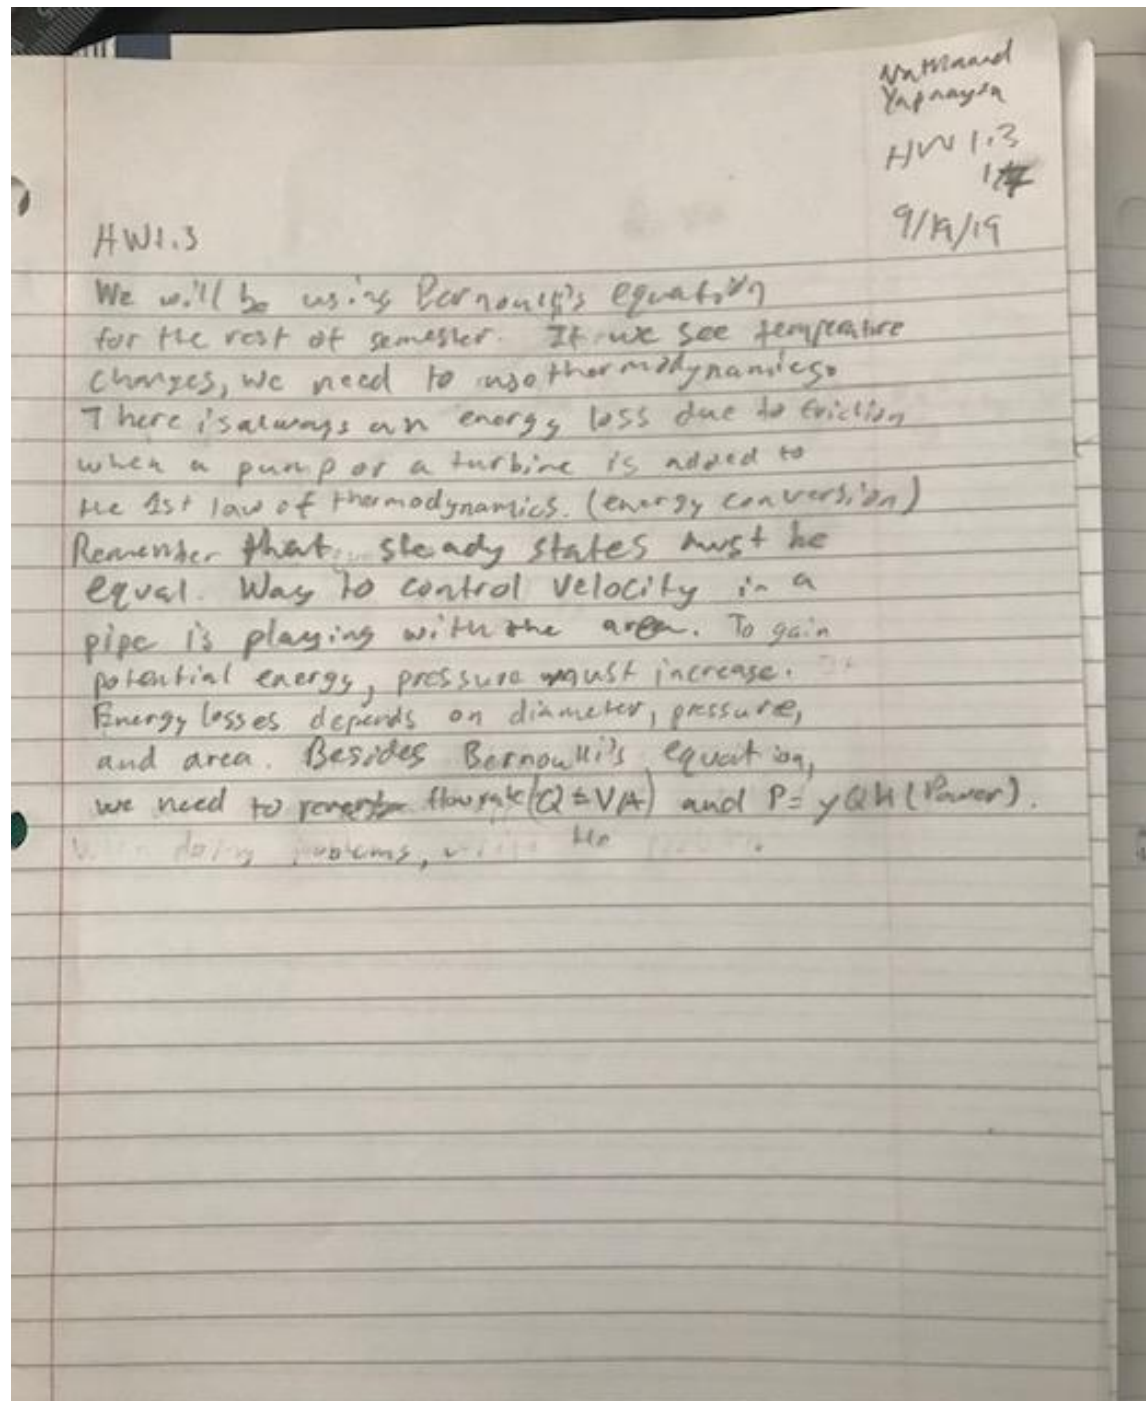 HW 1.3
1/
9/19/19
HW1.3
We will be using Bernoulli's equation
for the rest of semester. If we see temperature
changes, we need to use thermodynamics.
There is always an energy loss due to friction
when a pump or a turbine is added to
the 1st law of thermodynamics. (energy conversion)
Remember that steady states must be
equal. Way to control velocity in a
pipe is playing with the area. To gain
potential energy, pressure must increase.
Energy losses depends on diameter, pressure,
and area. Besides Bernoulli's equation,
we need to flowrate (Q=VA) and P=γQh (Power).
doing problems, the